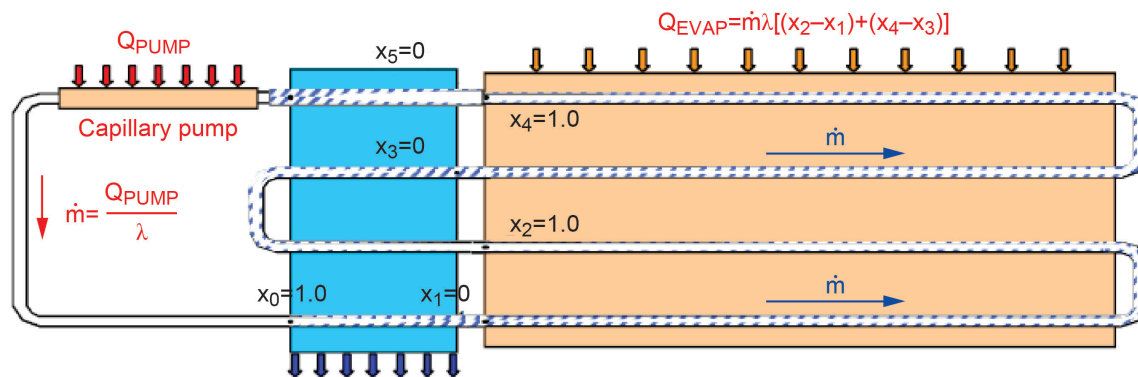 Q_EVAP=ṁλ[(x₂–x₁)+(x₄–x₃)]
Q_PUMP
x₅=0
Capillary pump
x₄=1.0
x₃=0
ṁ
ṁ= Q_PUMP / λ
x₂=1.0
x₀=1.0
x₁=0
ṁ